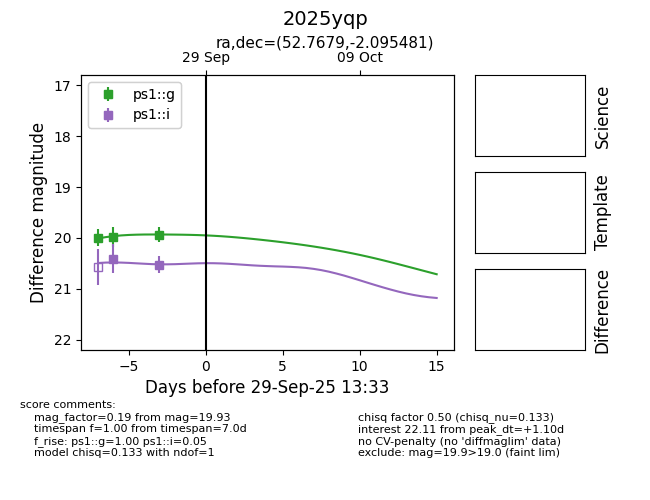 2025yqp
ra,dec=(52.7679,-2.095481)
29 Sep
09 Oct
ps1::g
ps1::i
17
18
19
20
21
22
Difference magnitude
−5
0
5
10
15
Days before 29-Sep-25 13:33
Science
Template
Difference
score comments:
mag_factor=0.19 from mag=19.93
timespan f=1.00 from timespan=7.0d
f_rise: ps1::g=1.00 ps1::i=0.05
model chisq=0.133 with ndof=1
chisq factor 0.50 (chisq_nu=0.133)
interest 22.11 from peak_dt=+1.10d
no CV-penalty (no 'diffmaglim' data)
exclude: mag=19.9>19.0 (faint lim)